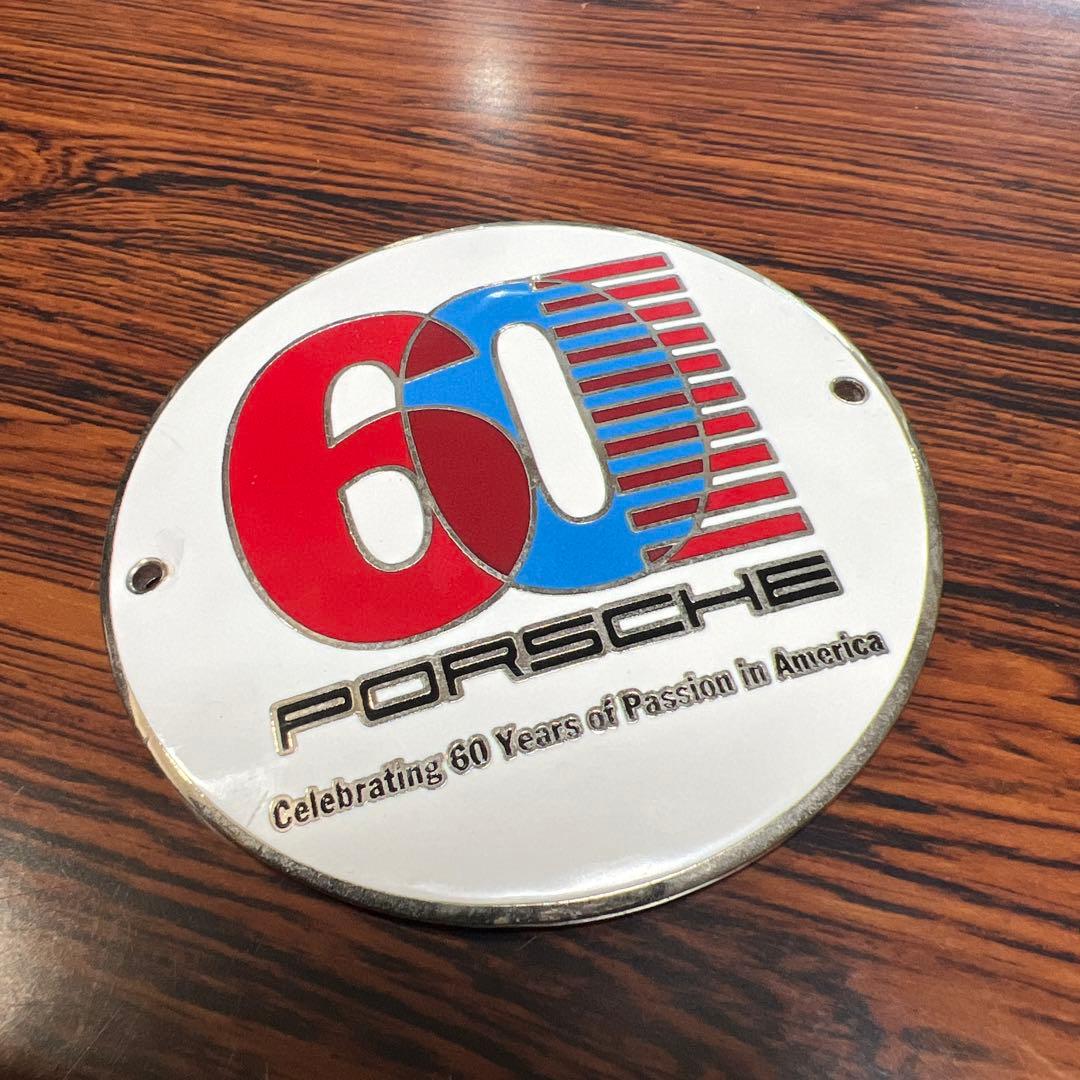 60
PORSCHE
Celebrating 60 Years of Passion in America